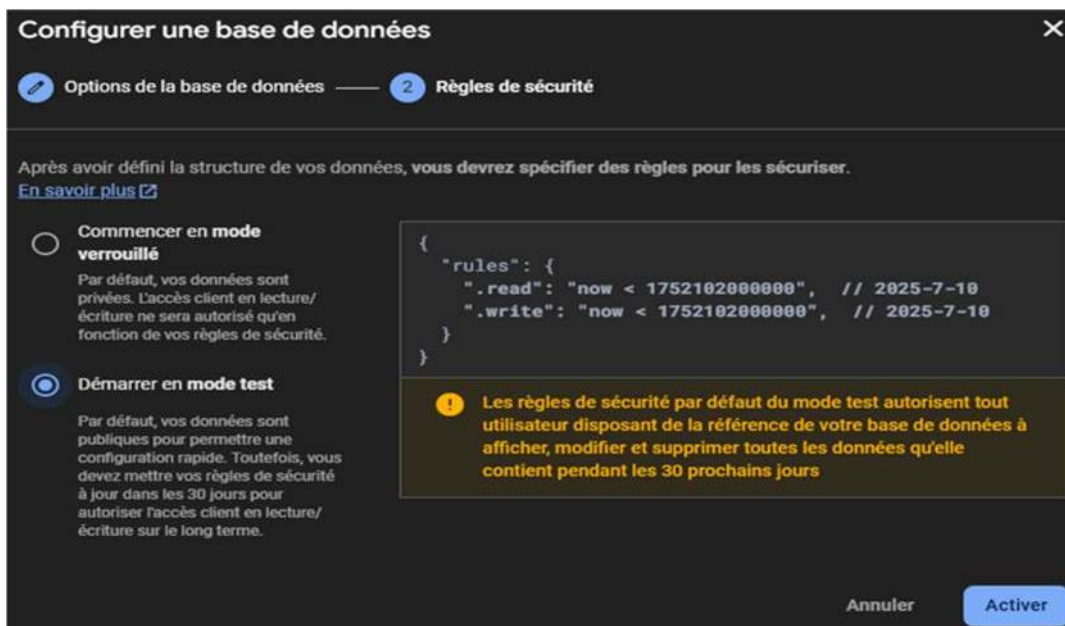 Configurer une base de données
Options de la base de données
2 Règles de sécurité
Après avoir défini la structure de vos données, vous devrez spécifier des règles pour les sécuriser.
En savoir plus
Commencer en mode
verrouillé
Par défaut, vos données sont
privées. L'accès client en lecture/
écriture ne sera autorisé qu'en
fonction de vos règles de sécurité.
Démarrer en mode test
Par défaut, vos données sont
publiques pour permettre une
configuration rapide. Toutefois, vous
devez mettre vos règles de sécurité
à jour dans les 30 jours pour
autoriser l'accès client en lecture/
écriture sur le long terme.
{
"rules": {
".read": "now < 1752102000000", // 2025-7-10
".write": "now < 1752102000000", // 2025-7-10
}
}
! Les règles de sécurité par défaut du mode test autorisent tout
utilisateur disposant de la référence de votre base de données à
afficher, modifier et supprimer toutes les données qu'elle
contient pendant les 30 prochains jours
Annuler
Activer